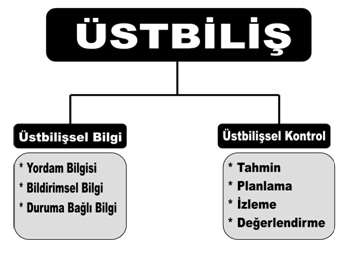 ÜSTBİLİŞ
Üstbilişsel Bilgi
* Yordam Bilgisi
* Bildirimsel Bilgi
* Duruma Bağlı Bilgi
Üstbilişsel Kontrol
* Tahmin
* Planlama
* İzleme
* Değerlendirme